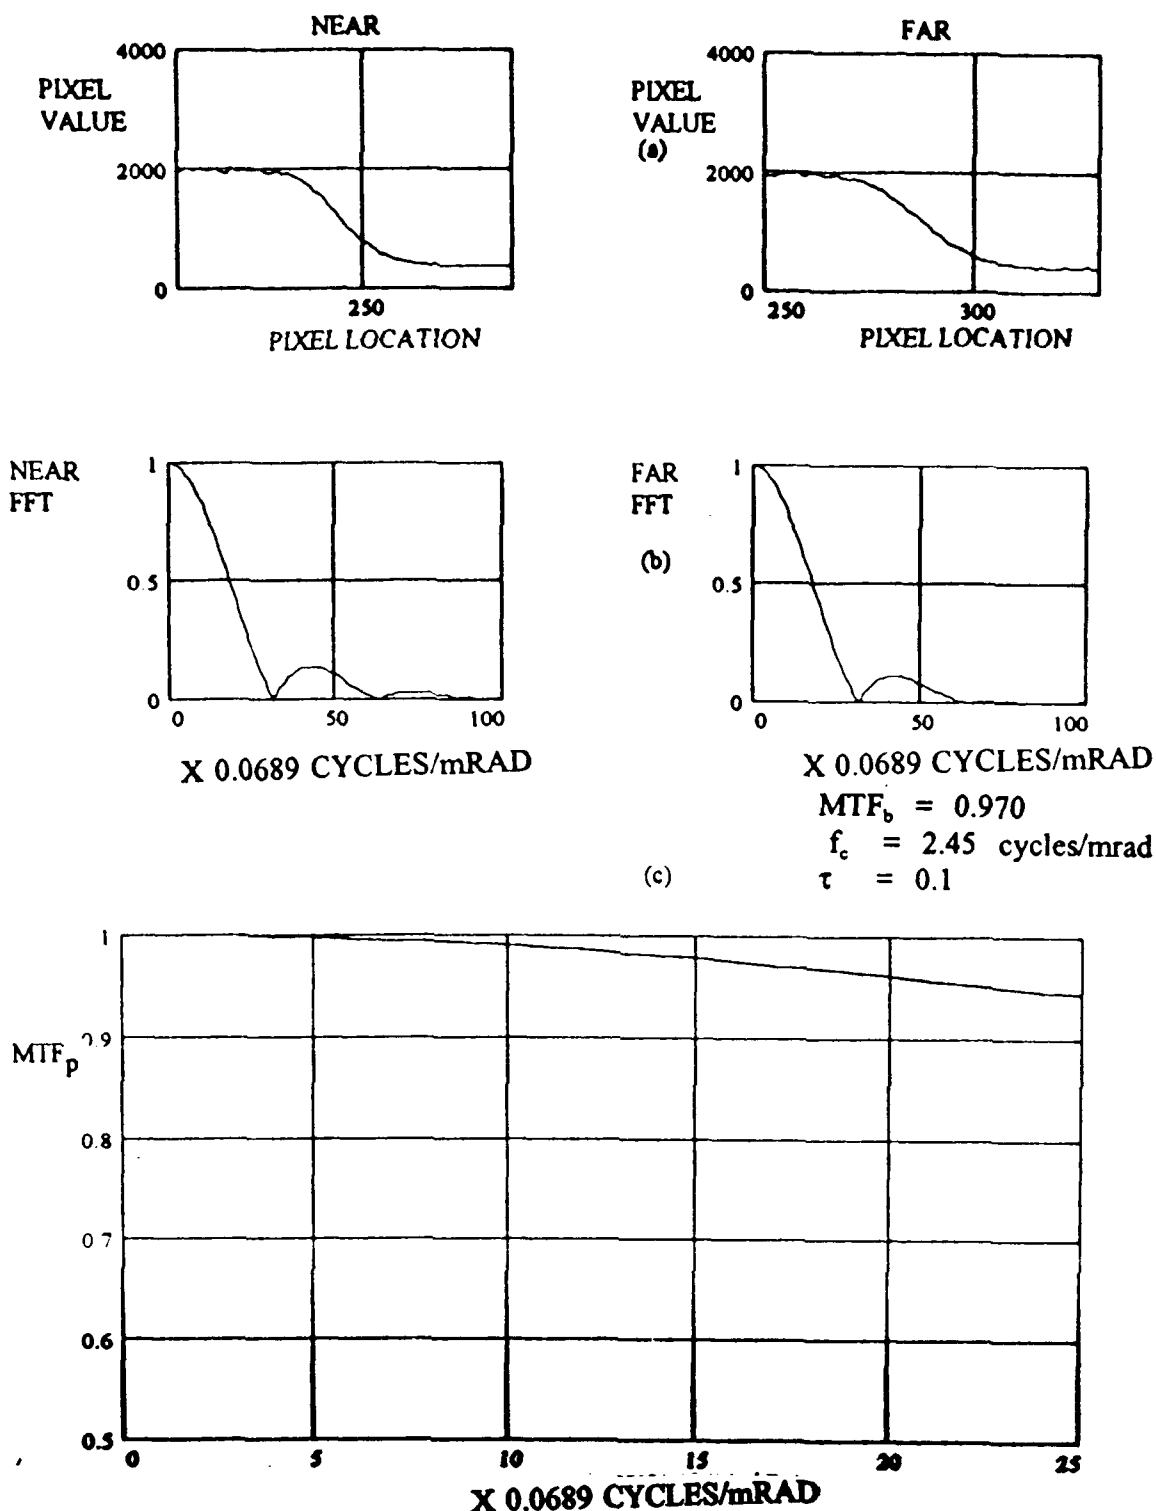 NEAR
4000
PIXEL
VALUE
2000
0
250
PIXEL LOCATION
FAR
4000
PIXEL
VALUE
(a)
2000
0
250 300
PIXEL LOCATION
NEAR
FFT
1
0.5
0
0 50 100
X 0.0689 CYCLES/mRAD
FAR
FFT
(b)
1
0.5
0
0 50 100
X 0.0689 CYCLES/mRAD
MTF_b = 0.970
f_c = 2.45 cycles/mrad
τ = 0.1
(c)
1
MTF_p
0.9
0.8
0.7
0.6
0.5
0 5 10 15 20 25
X 0.0689 CYCLES/mRAD